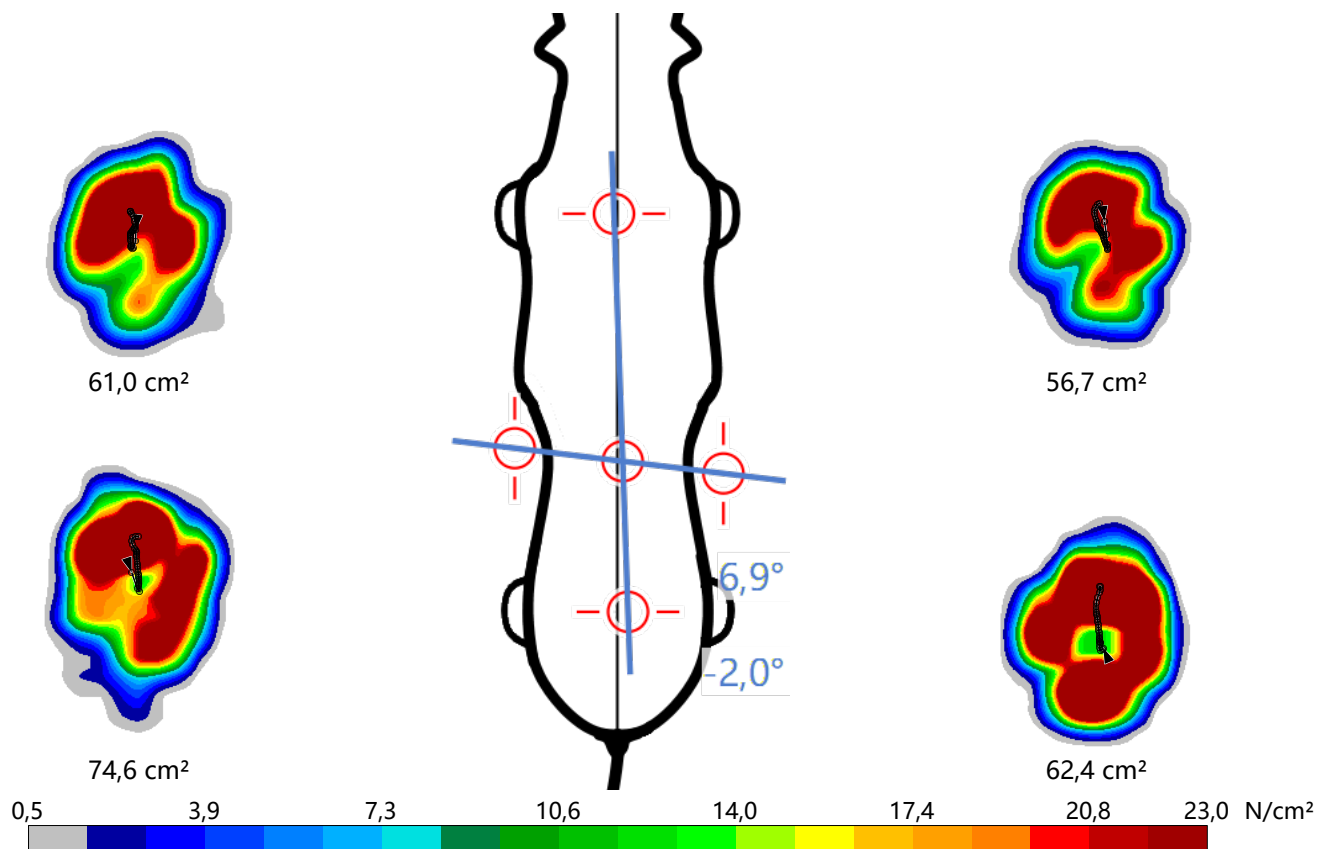 61,0 cm²
56,7 cm²
6,9°
-2,0°
74,6 cm²
62,4 cm²
0,5 3,9 7,3 10,6 14,0 17,4 20,8 23,0 N/cm²